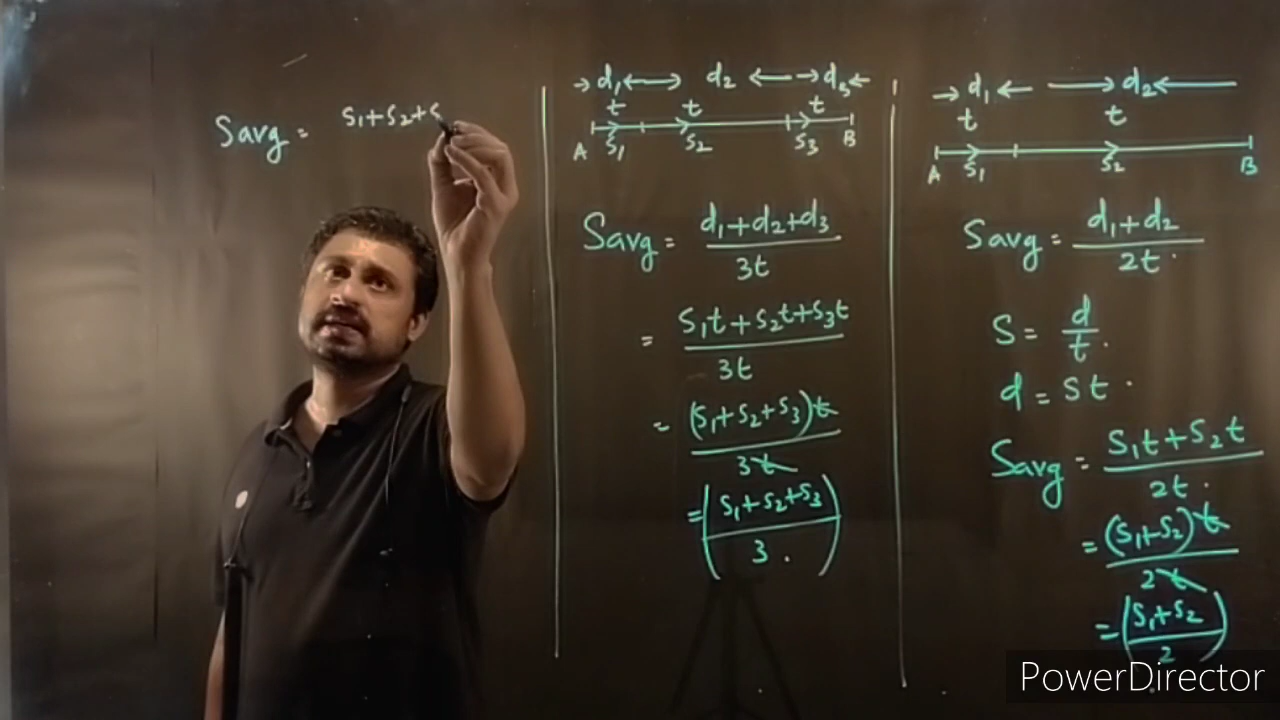 Savg = s₁+s₂+s
→ d₁ ←→ d₂ ←→ d₃ ←
t t t
A s₁ s₂ s₃ B
Savg = d₁+d₂+d₃ / 3t
= s₁t + s₂t + s₃t / 3t
= (s₁+s₂+s₃)t / 3t
= (s₁+s₂+s₃ / 3 .)
→ d₁ ← → d₂ ←
t t
A s₁ s₂ B
Savg = d₁+d₂ / 2t .
S = d / t .
d = St .
Savg = s₁t + s₂t / 2t .
= (s₁+s₂)t / 2t
= (s₁+s₂ / 2)
PowerDirector